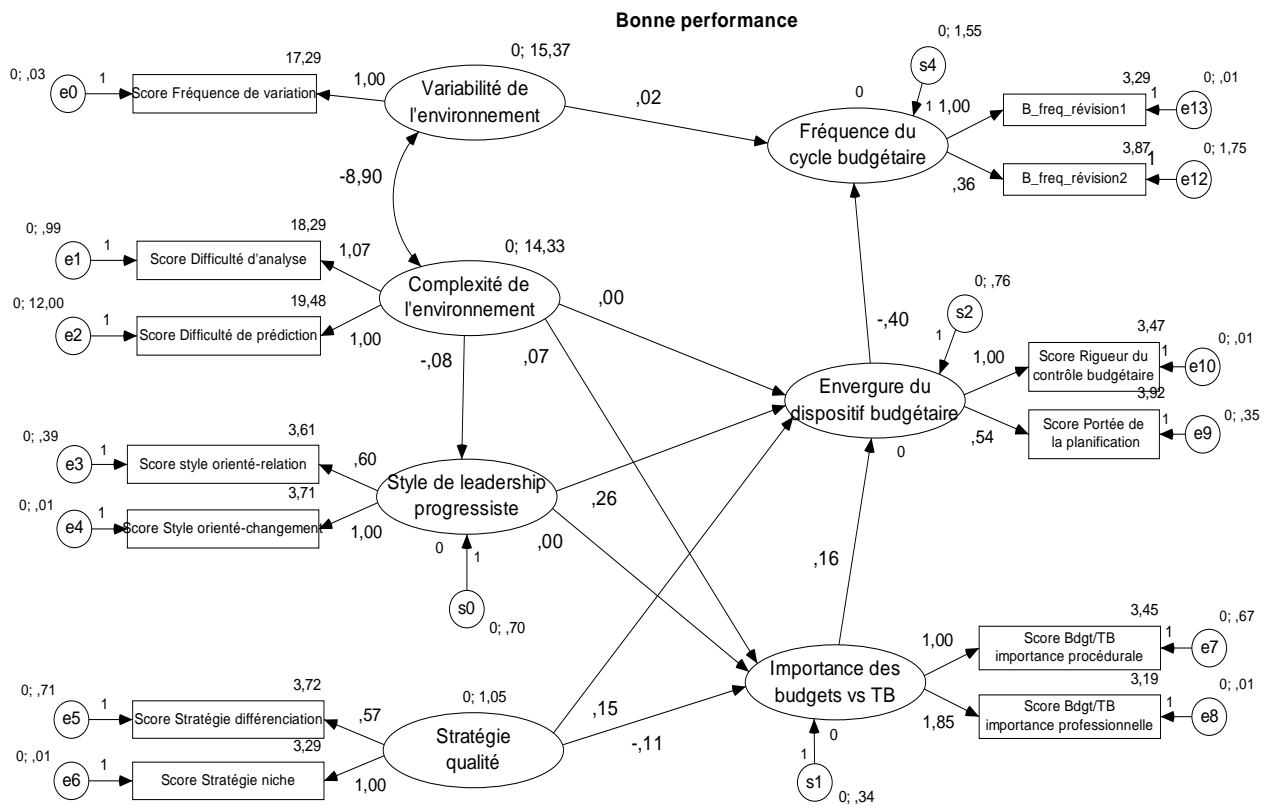 Bonne performance
0; ,03
e0
1
17,29
Score Fréquence de variation
1,00
0; 15,37
Variabilité de
l'environnement
,02
0; 1,55
s4
0
1
Fréquence du
cycle budgétaire
1,00
3,29
B_freq_révision1
1
0; ,01
e13
,36
3,87
B_freq_révision2
1
0; 1,75
e12
-8,90
0; ,99
e1
1
18,29
Score Difficulté d'analyse
1,07
0; 14,33
Complexité de
l'environnement
0; 12,00
e2
1
19,48
Score Difficulté de prédiction
1,00
-,08
,07
,00
-,40
0; ,76
s2
1
Envergure du
dispositif budgétaire
0
1,00
3,47
Score Rigueur du
contrôle budgétaire
1
0; ,01
e10
,54
3,92
Score Portée de
la planification
1
0; ,35
e9
0; ,39
e3
1
3,61
Score style orienté-relation
,60
Style de leadership
progressiste
0; ,01
e4
1
3,71
Score Style orienté-changement
1,00
0
1
s0
0; ,70
,26
,00
,16
0; ,71
e5
1
3,72
Score Stratégie différenciation
,57
0; 1,05
Stratégie
qualité
0; ,01
e6
1
3,29
Score Stratégie niche
1,00
,15
-,11
Importance des
budgets vs TB
0
1
s1
0; ,34
1,00
3,45
Score Bdgt/TB
importance procédurale
1
0; ,67
e7
1,85
3,19
Score Bdgt/TB
importance professionnelle
1
0; ,01
e8